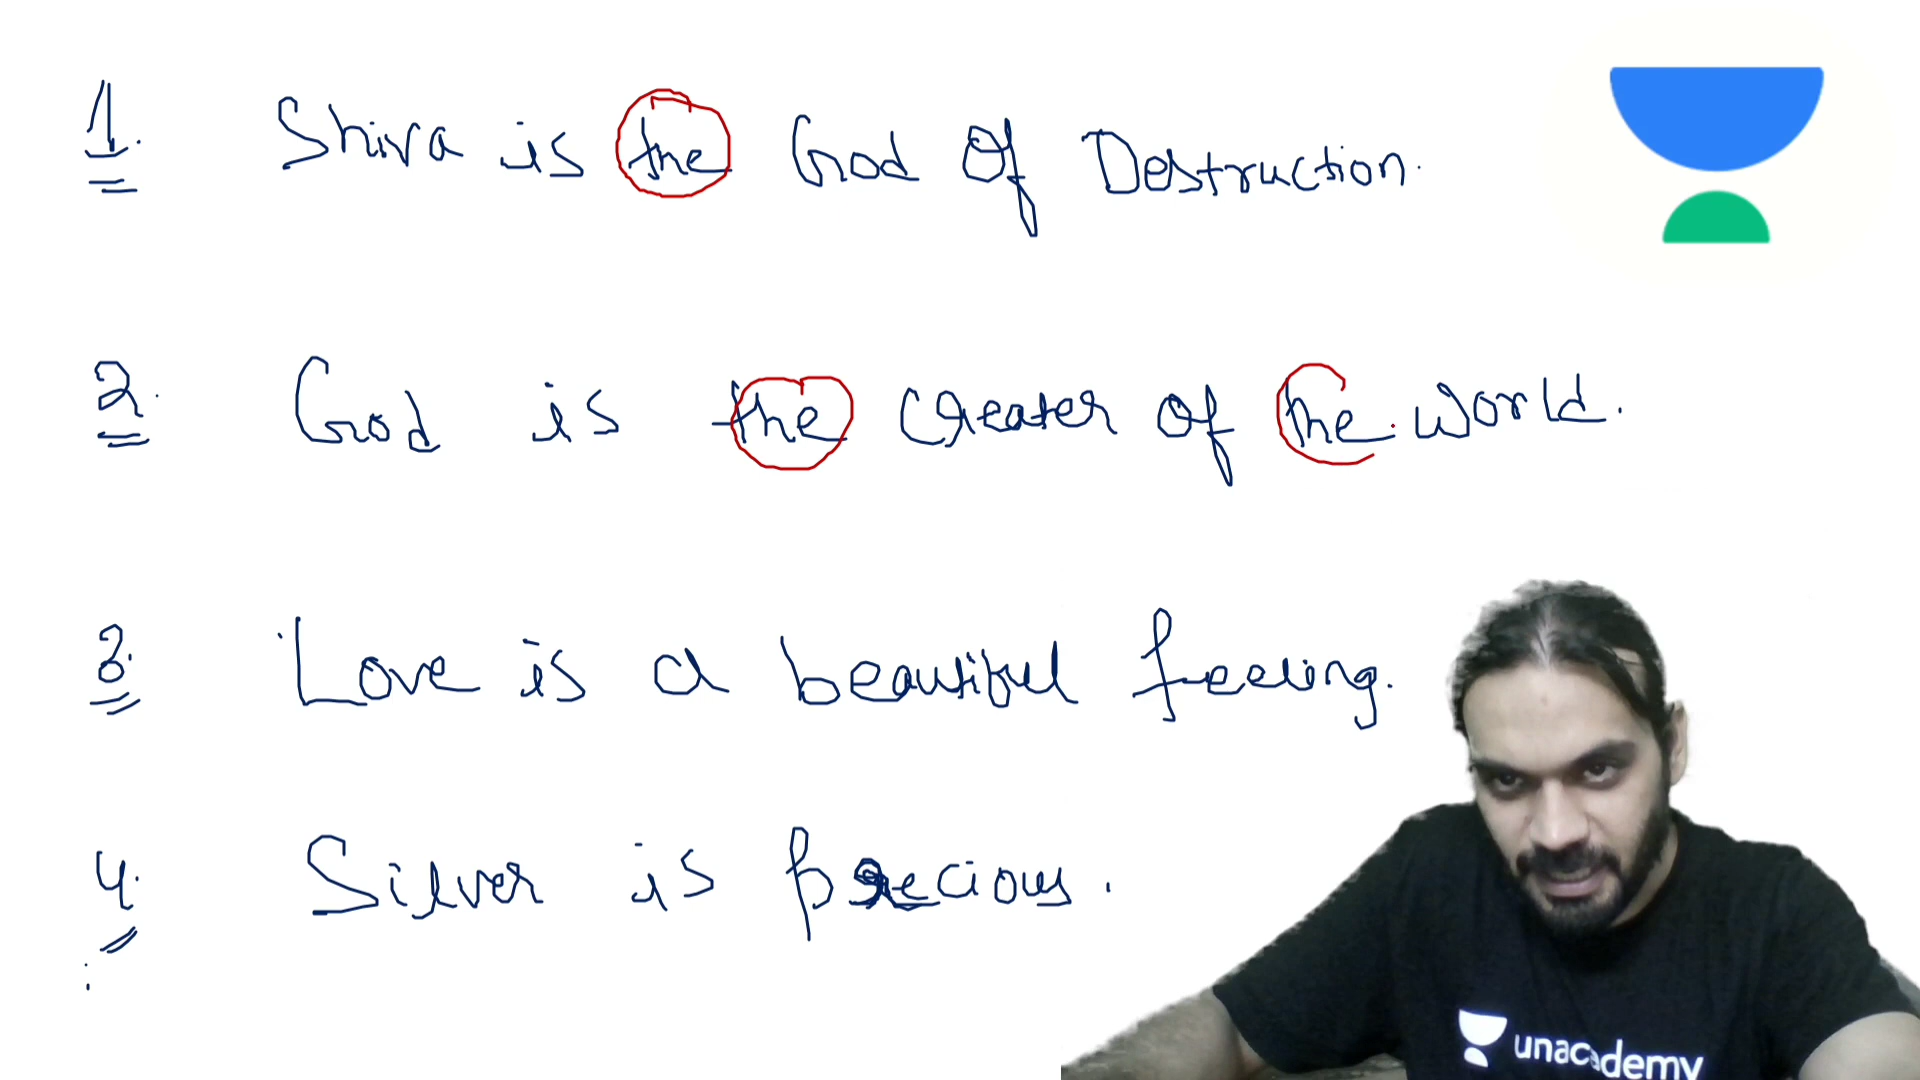 1. Shiva is the God Of Destruction.
2. God is the Creater of the world.
3. Love is a beautiful feeling.
4. Silver is precious.
unacademy